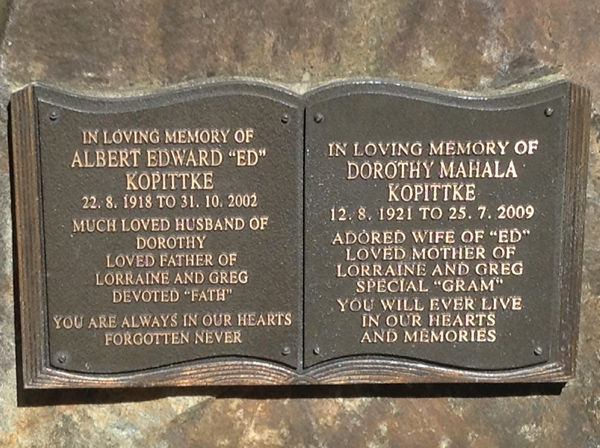 IN LOVING MEMORY OF
ALBERT EDWARD "ED"
KOPITTKE
22. 8. 1918 TO 31. 10. 2002
MUCH LOVED HUSBAND OF
DOROTHY
LOVED FATHER OF
LORRAINE AND GREG
DEVOTED "FATH"
YOU ARE ALWAYS IN OUR HEARTS
FORGOTTEN NEVER
IN LOVING MEMORY OF
DOROTHY MAHALA
KOPITTKE
12. 8. 1921 TO 25. 7. 2009
ADORED WIFE OF "ED"
LOVED MOTHER OF
LORRAINE AND GREG
SPECIAL "GRAM"
YOU WILL EVER LIVE
IN OUR HEARTS
AND MEMORIES